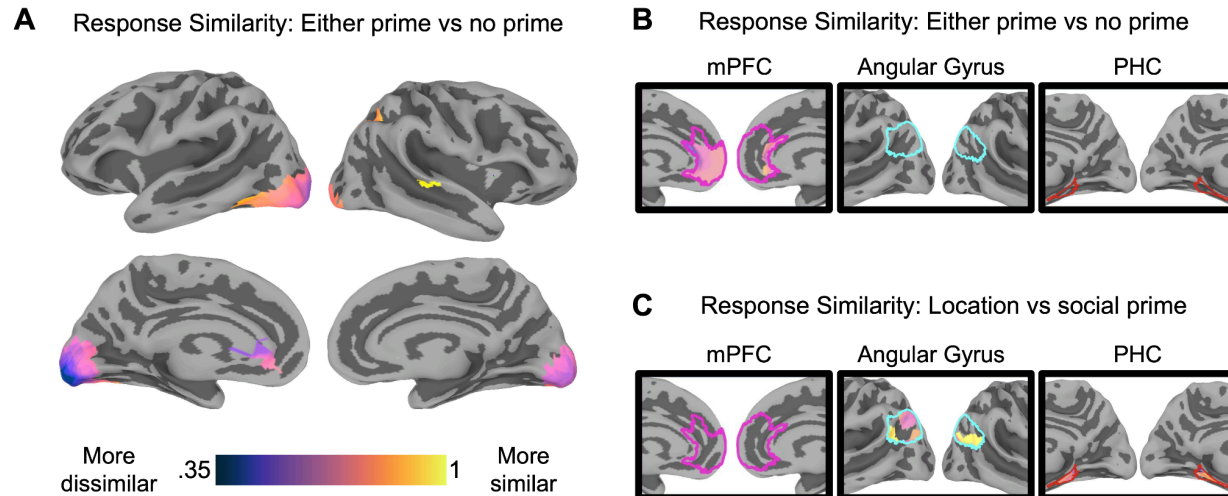 A
Response Similarity: Either prime vs no prime
More
dissimilar
.35
1
More
similar
B
Response Similarity: Either prime vs no prime
mPFC
Angular Gyrus
PHC
C
Response Similarity: Location vs social prime
mPFC
Angular Gyrus
PHC